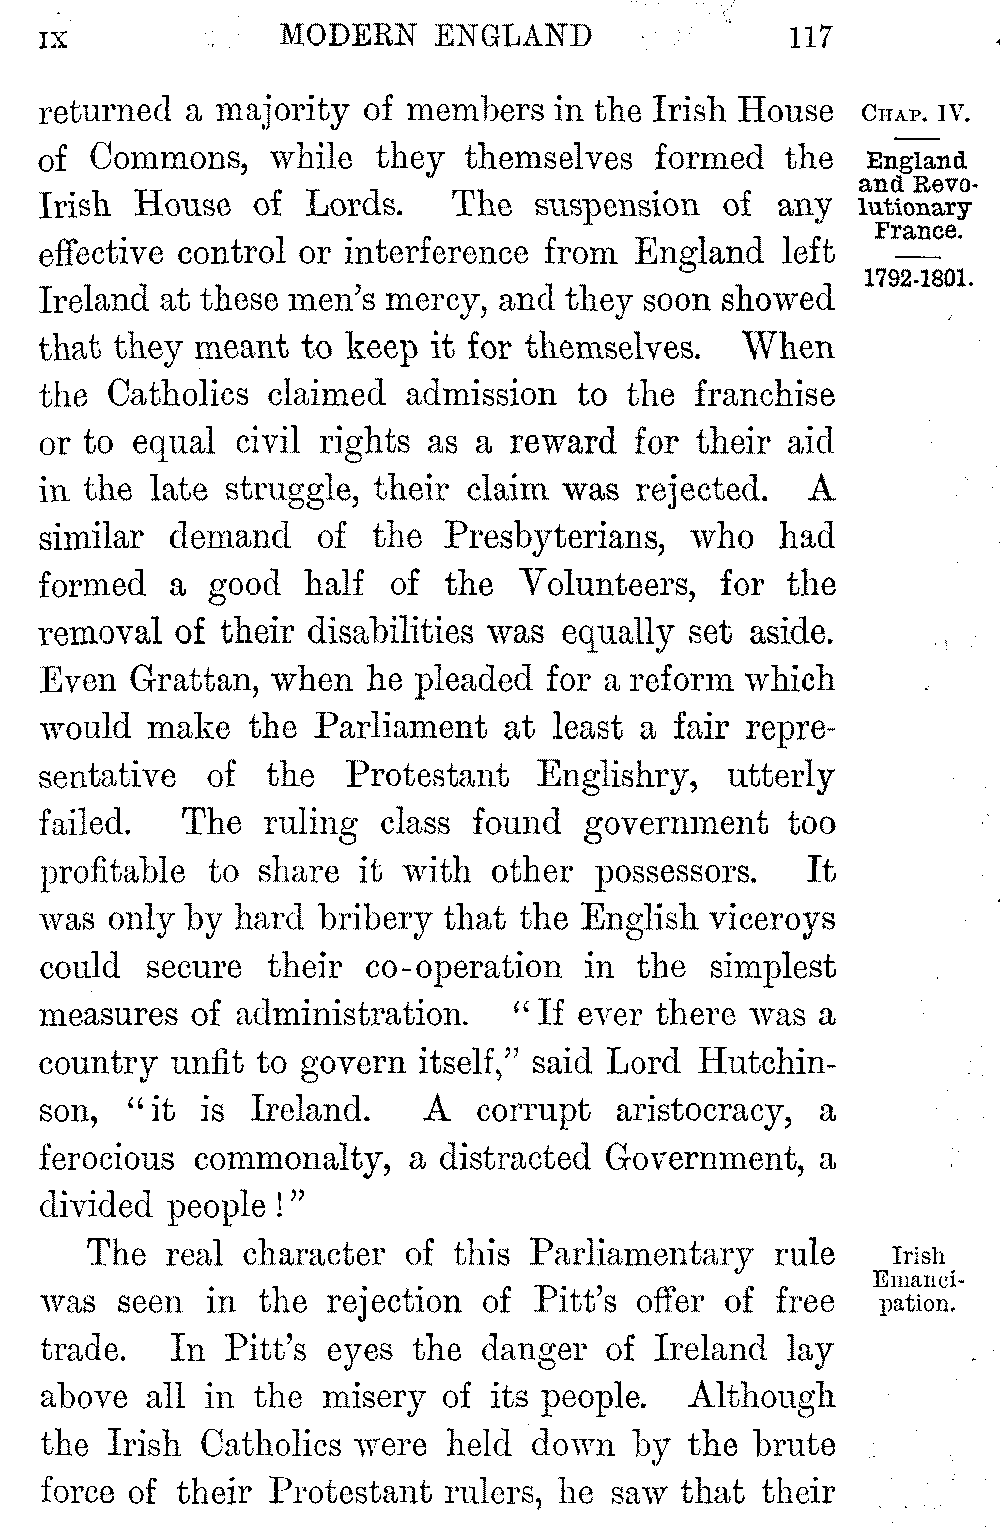 IX MODERN ENGLAND 117
returned a majority of members in the Irish House
of Commons, while they themselves formed the
Irish House of Lords. The suspension of any
effective control or interference from England left
Ireland at these men's mercy, and they soon showed
that they meant to keep it for themselves. When
the Catholics claimed admission to the franchise
or to equal civil rights as a reward for their aid
in the late struggle, their claim was rejected. A
similar demand of the Presbyterians, who had
formed a good half of the Volunteers, for the
removal of their disabilities was equally set aside.
Even Grattan, when he pleaded for a reform which
would make the Parliament at least a fair repre-
sentative of the Protestant Englishry, utterly
failed. The ruling class found government too
profitable to share it with other possessors. It
was only by hard bribery that the English viceroys
could secure their co-operation in the simplest
measures of administration. "If ever there was a
country unfit to govern itself," said Lord Hutchin-
son, "it is Ireland. A corrupt aristocracy, a
ferocious commonalty, a distracted Government, a
divided people!"
The real character of this Parliamentary rule
was seen in the rejection of Pitt's offer of free
trade. In Pitt's eyes the danger of Ireland lay
above all in the misery of its people. Although
the Irish Catholics were held down by the brute
force of their Protestant rulers, he saw that their
CHAP. IV.
England
and Revo-
lutionary
France.
1792-1801.
Irish
Emanci-
pation.